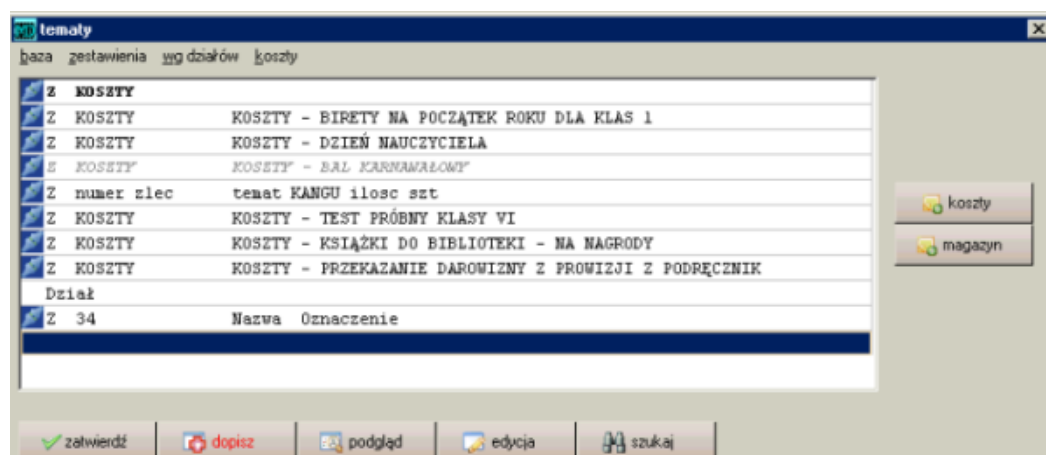 tematy
baza zestawienia wg działów koszty
Z KOSZTY
Z KOSZTY KOSZTY - BIRETY NA POCZĄTEK ROKU DLA KLAS 1
Z KOSZTY KOSZTY - DZIEŃ NAUCZYCIELA
Z KOSZTY KOSZTY - BAL KARNAWAŁOWY
Z numer zlec temat KANGU ilosc szt
Z KOSZTY KOSZTY - TEST PRÓBNY KLASY VI
Z KOSZTY KOSZTY - KSIĄŻKI DO BIBLIOTEKI - NA NAGRODY
Z KOSZTY KOSZTY - PRZEKAZANIE DAROWIZNY Z PROWIZJI Z PODRĘCZNIK
Dział
Z 34 Nazwa Oznaczenie
koszty
magazyn
zatwierdź dopisz podgląd edycja szukaj